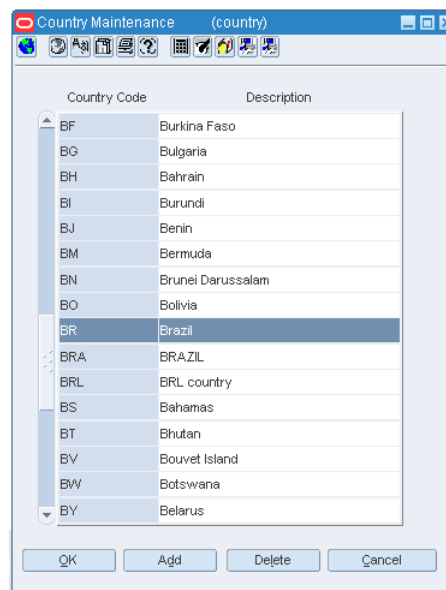 Country Maintenance (country)
Country Code Description
BF Burkina Faso
BG Bulgaria
BH Bahrain
BI Burundi
BJ Benin
BM Bermuda
BN Brunei Darussalam
BO Bolivia
BR Brazil
BRA BRAZIL
BRL BRL country
BS Bahamas
BT Bhutan
BV Bouvet Island
BW Botswana
BY Belarus
OK Add Delete Cancel